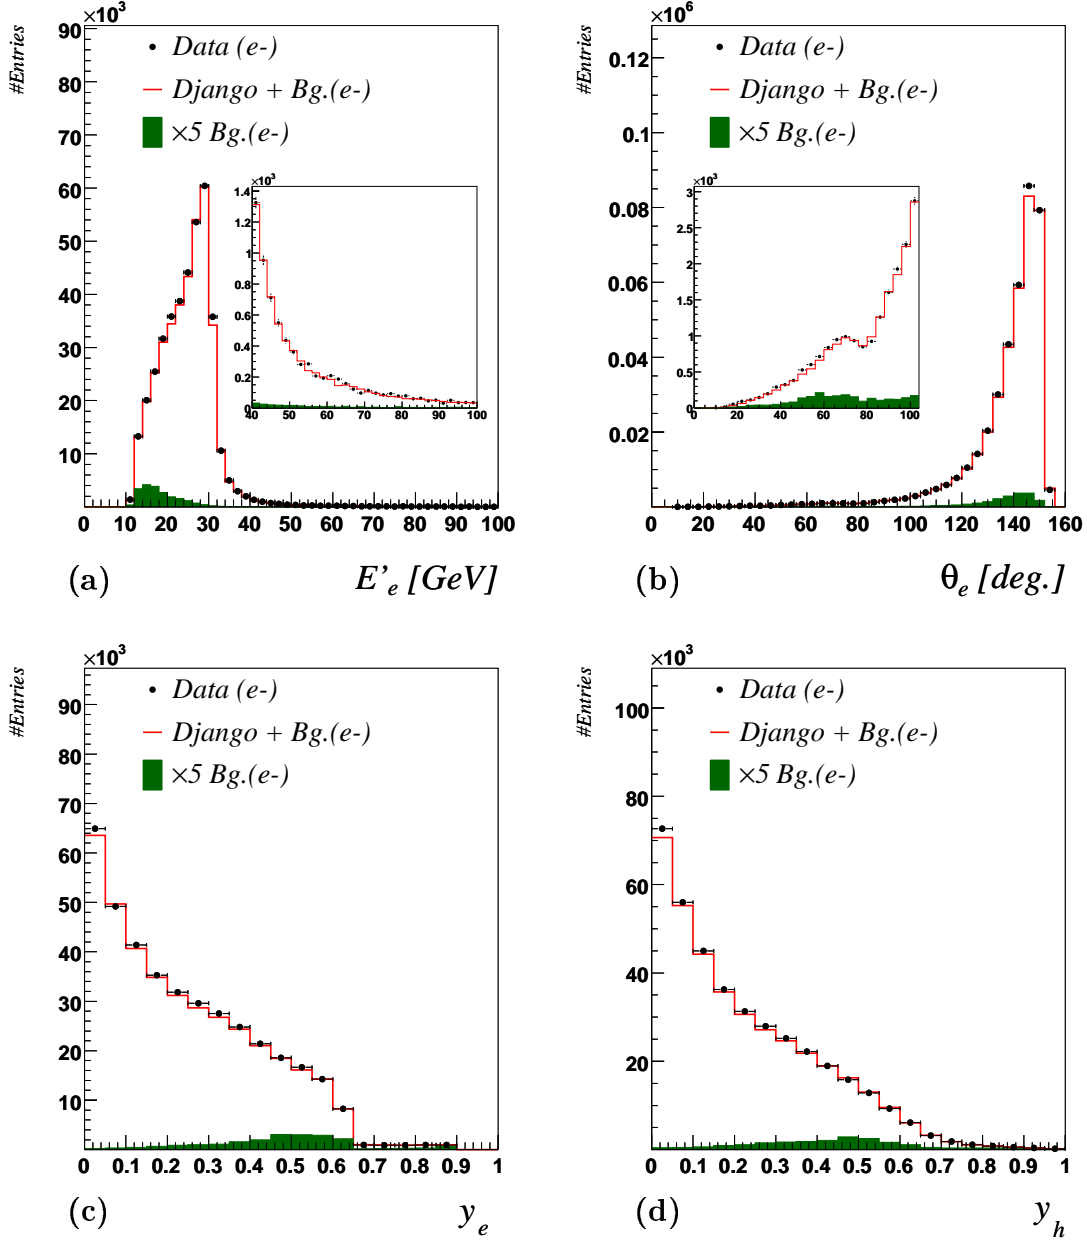 ×10³
#Entries
90
80
70
60
50
40
30
20
10
Data (e-)
Django + Bg.(e-)
×5 Bg.(e-)
×10³
1.4
1.2
1
0.8
0.6
0.4
0.2
0
40 50 60 70 80 90 100
0 10 20 30 40 50 60 70 80 90 100
(a) E'e [GeV]
×10⁶
#Entries
0.12
0.1
0.08
0.06
0.04
0.02
Data (e-)
Django + Bg.(e-)
×5 Bg.(e-)
×10³
3
2.5
2
1.5
1
0.5
0
0 20 40 60 80 100
0 20 40 60 80 100 120 140 160
(b) θe [deg.]
×10³
#Entries
90
80
70
60
50
40
30
20
10
Data (e-)
Django + Bg.(e-)
×5 Bg.(e-)
0 0.1 0.2 0.3 0.4 0.5 0.6 0.7 0.8 0.9 1
(c) ye
×10³
#Entries
100
80
60
40
20
Data (e-)
Django + Bg.(e-)
×5 Bg.(e-)
0 0.1 0.2 0.3 0.4 0.5 0.6 0.7 0.8 0.9 1
(d) yh